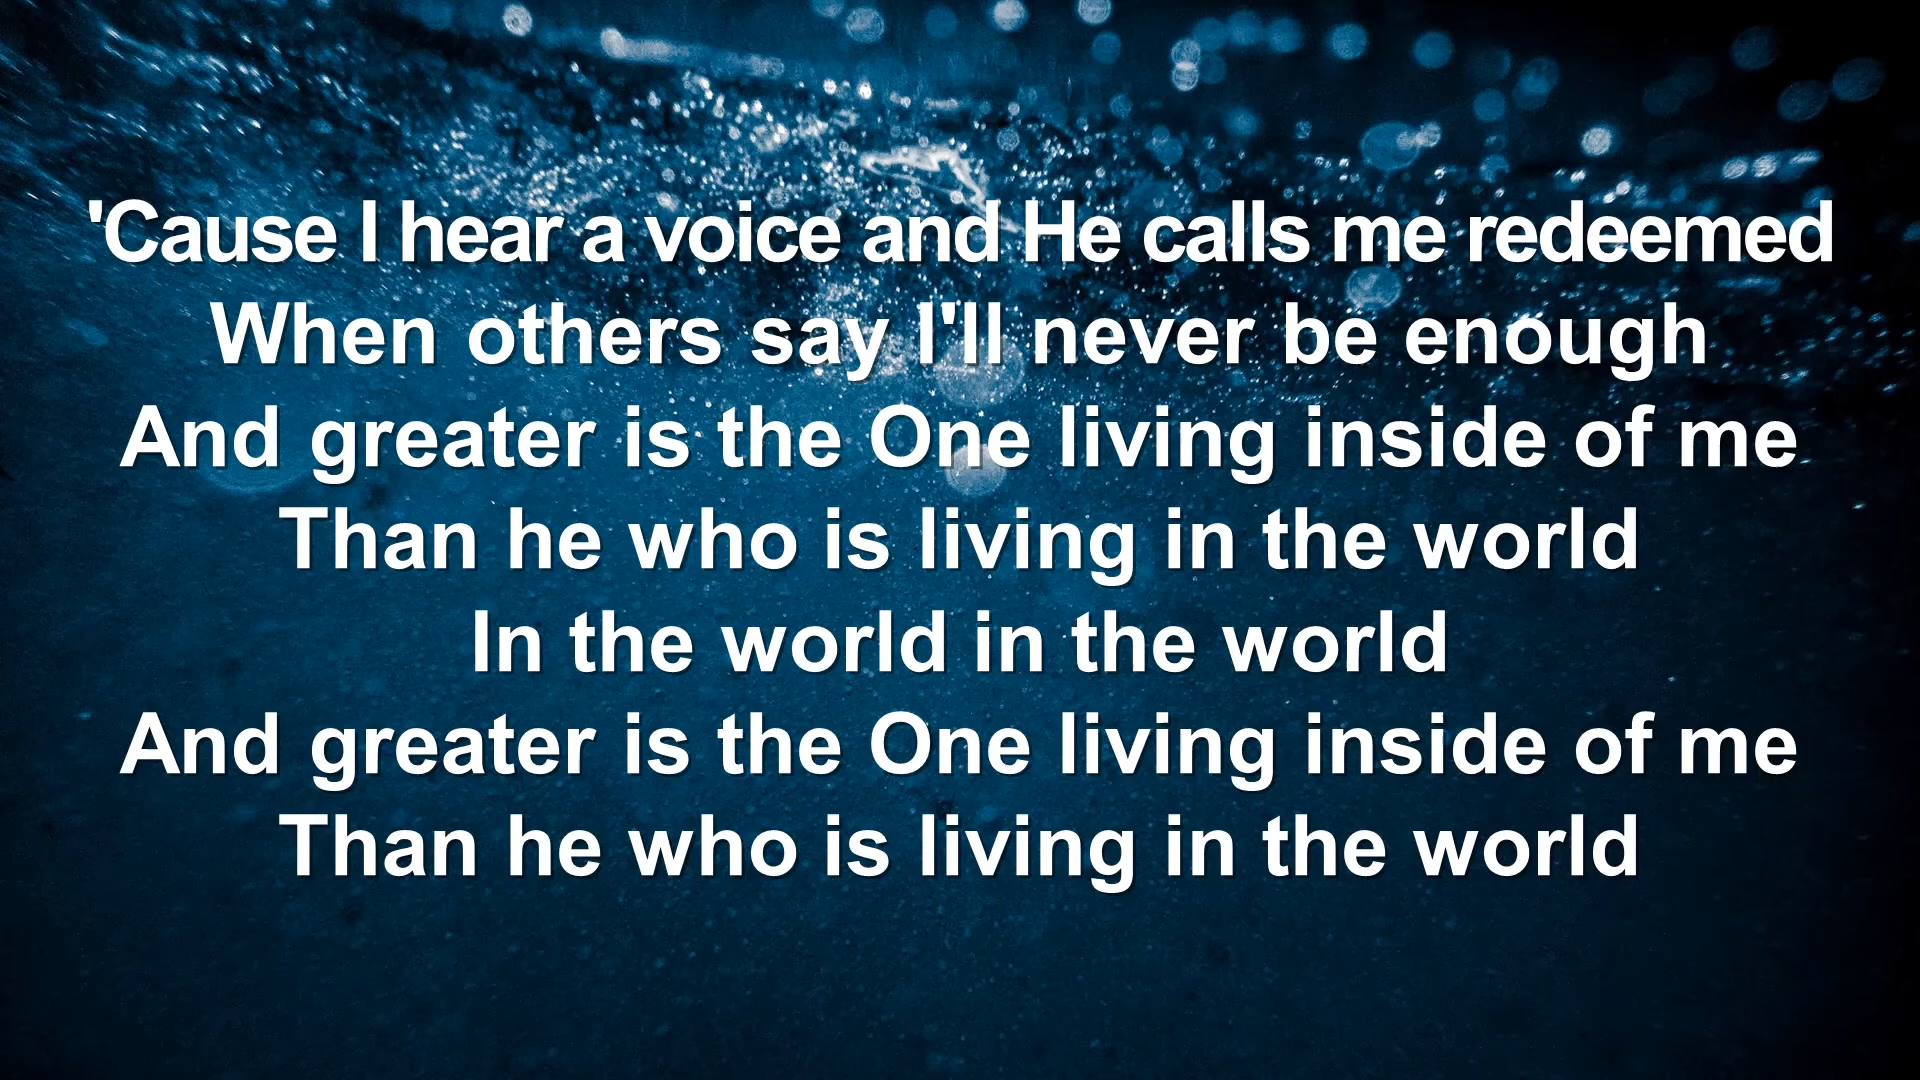 'Cause I hear a voice and He calls me redeemed
When others say I'll never be enough
And greater is the One living inside of me
Than he who is living in the world
In the world in the world
And greater is the One living inside of me
Than he who is living in the world